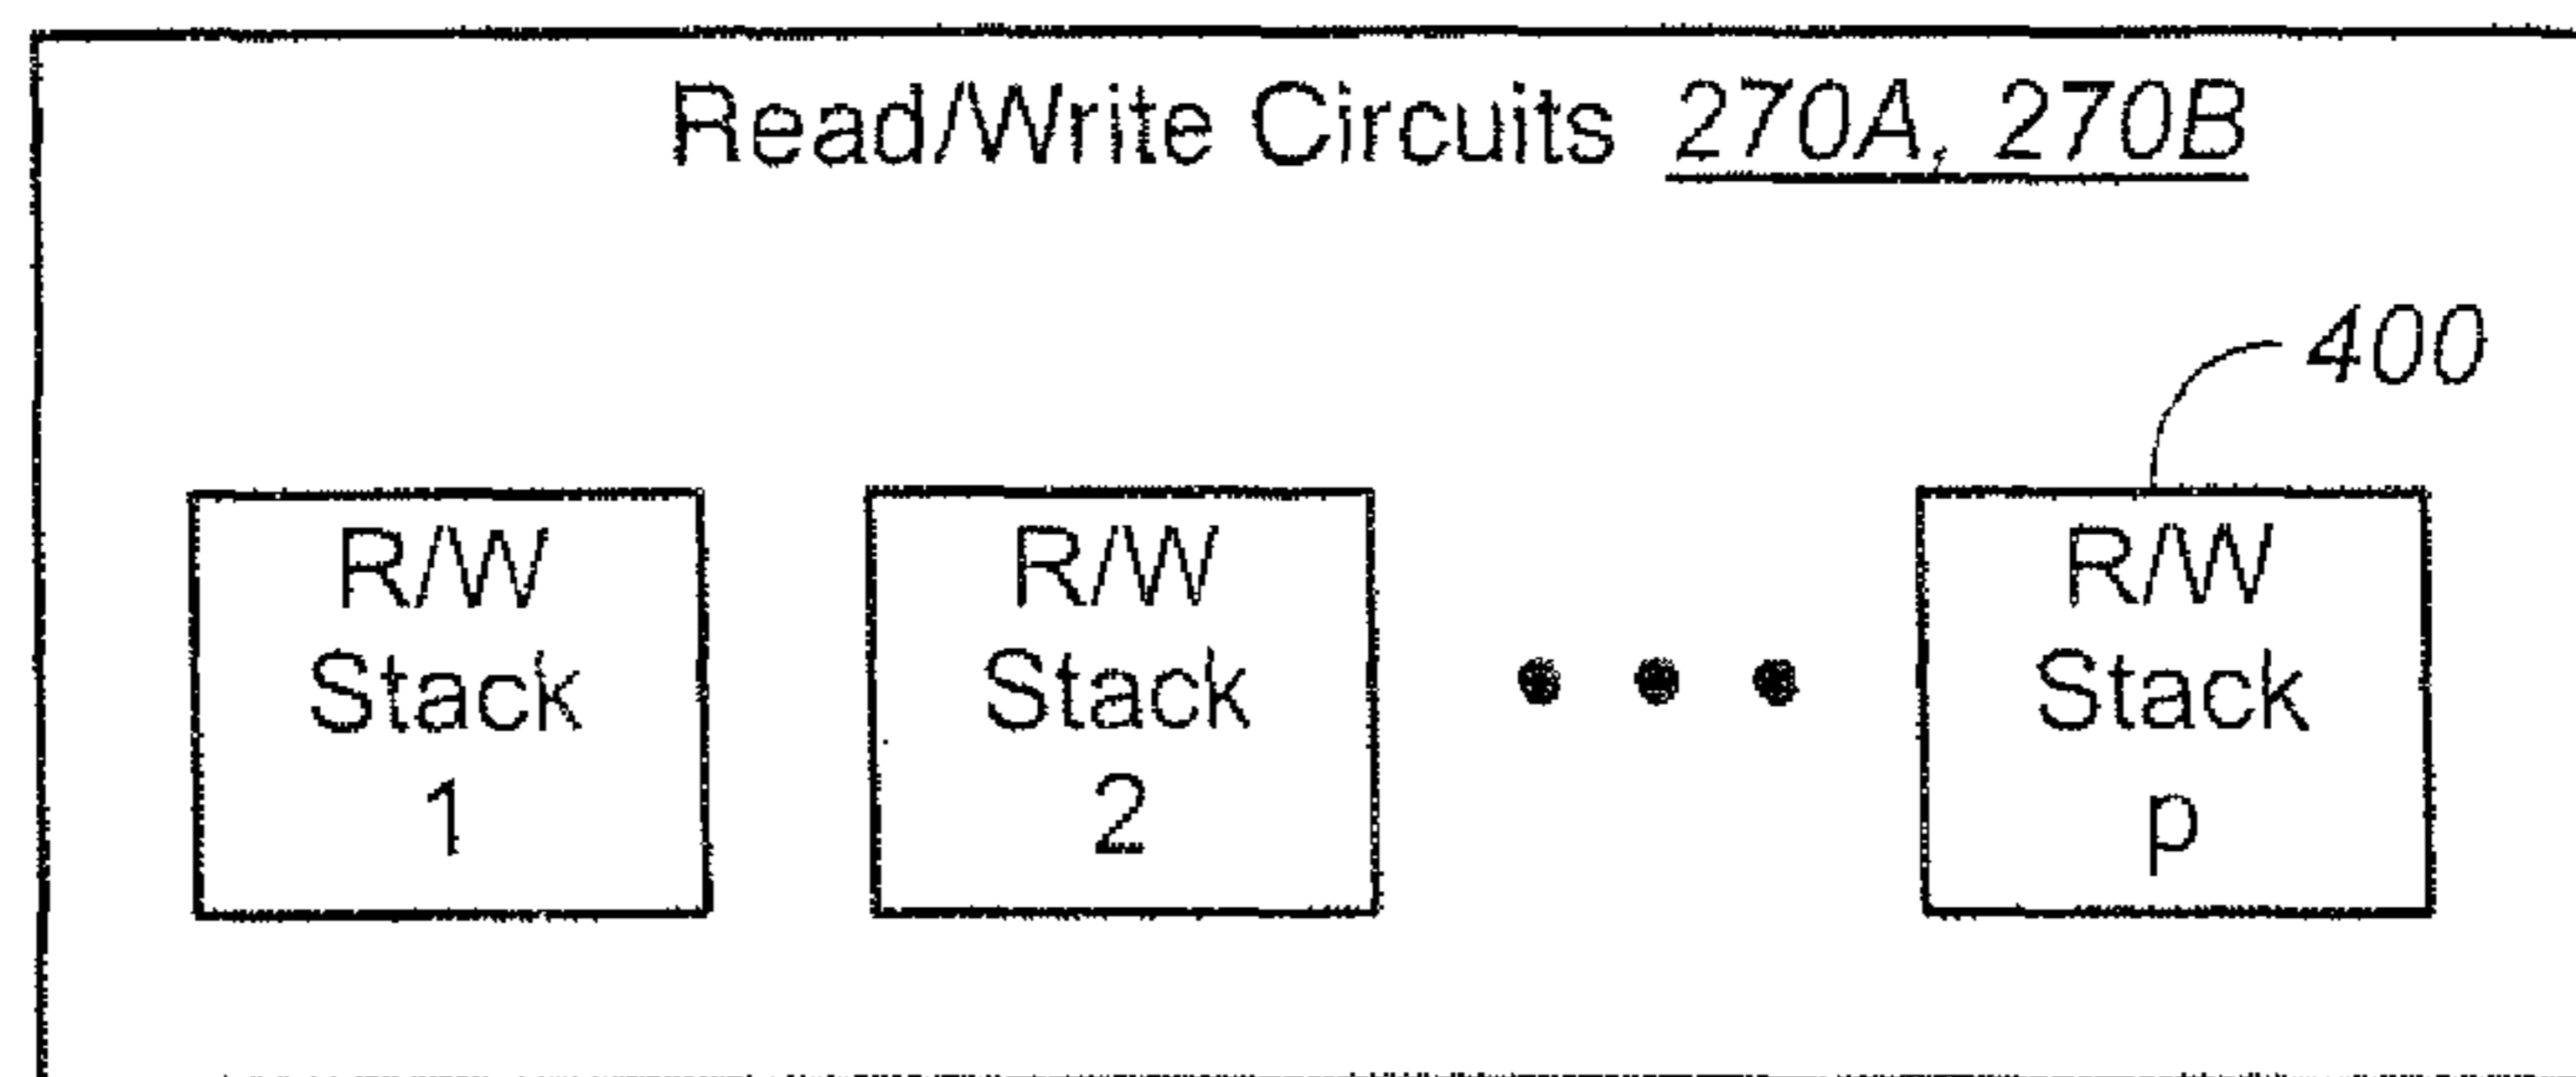 Read/Write Circuits 270A, 270B
400
R/W
Stack
1
R/W
Stack
2
R/W
Stack
p